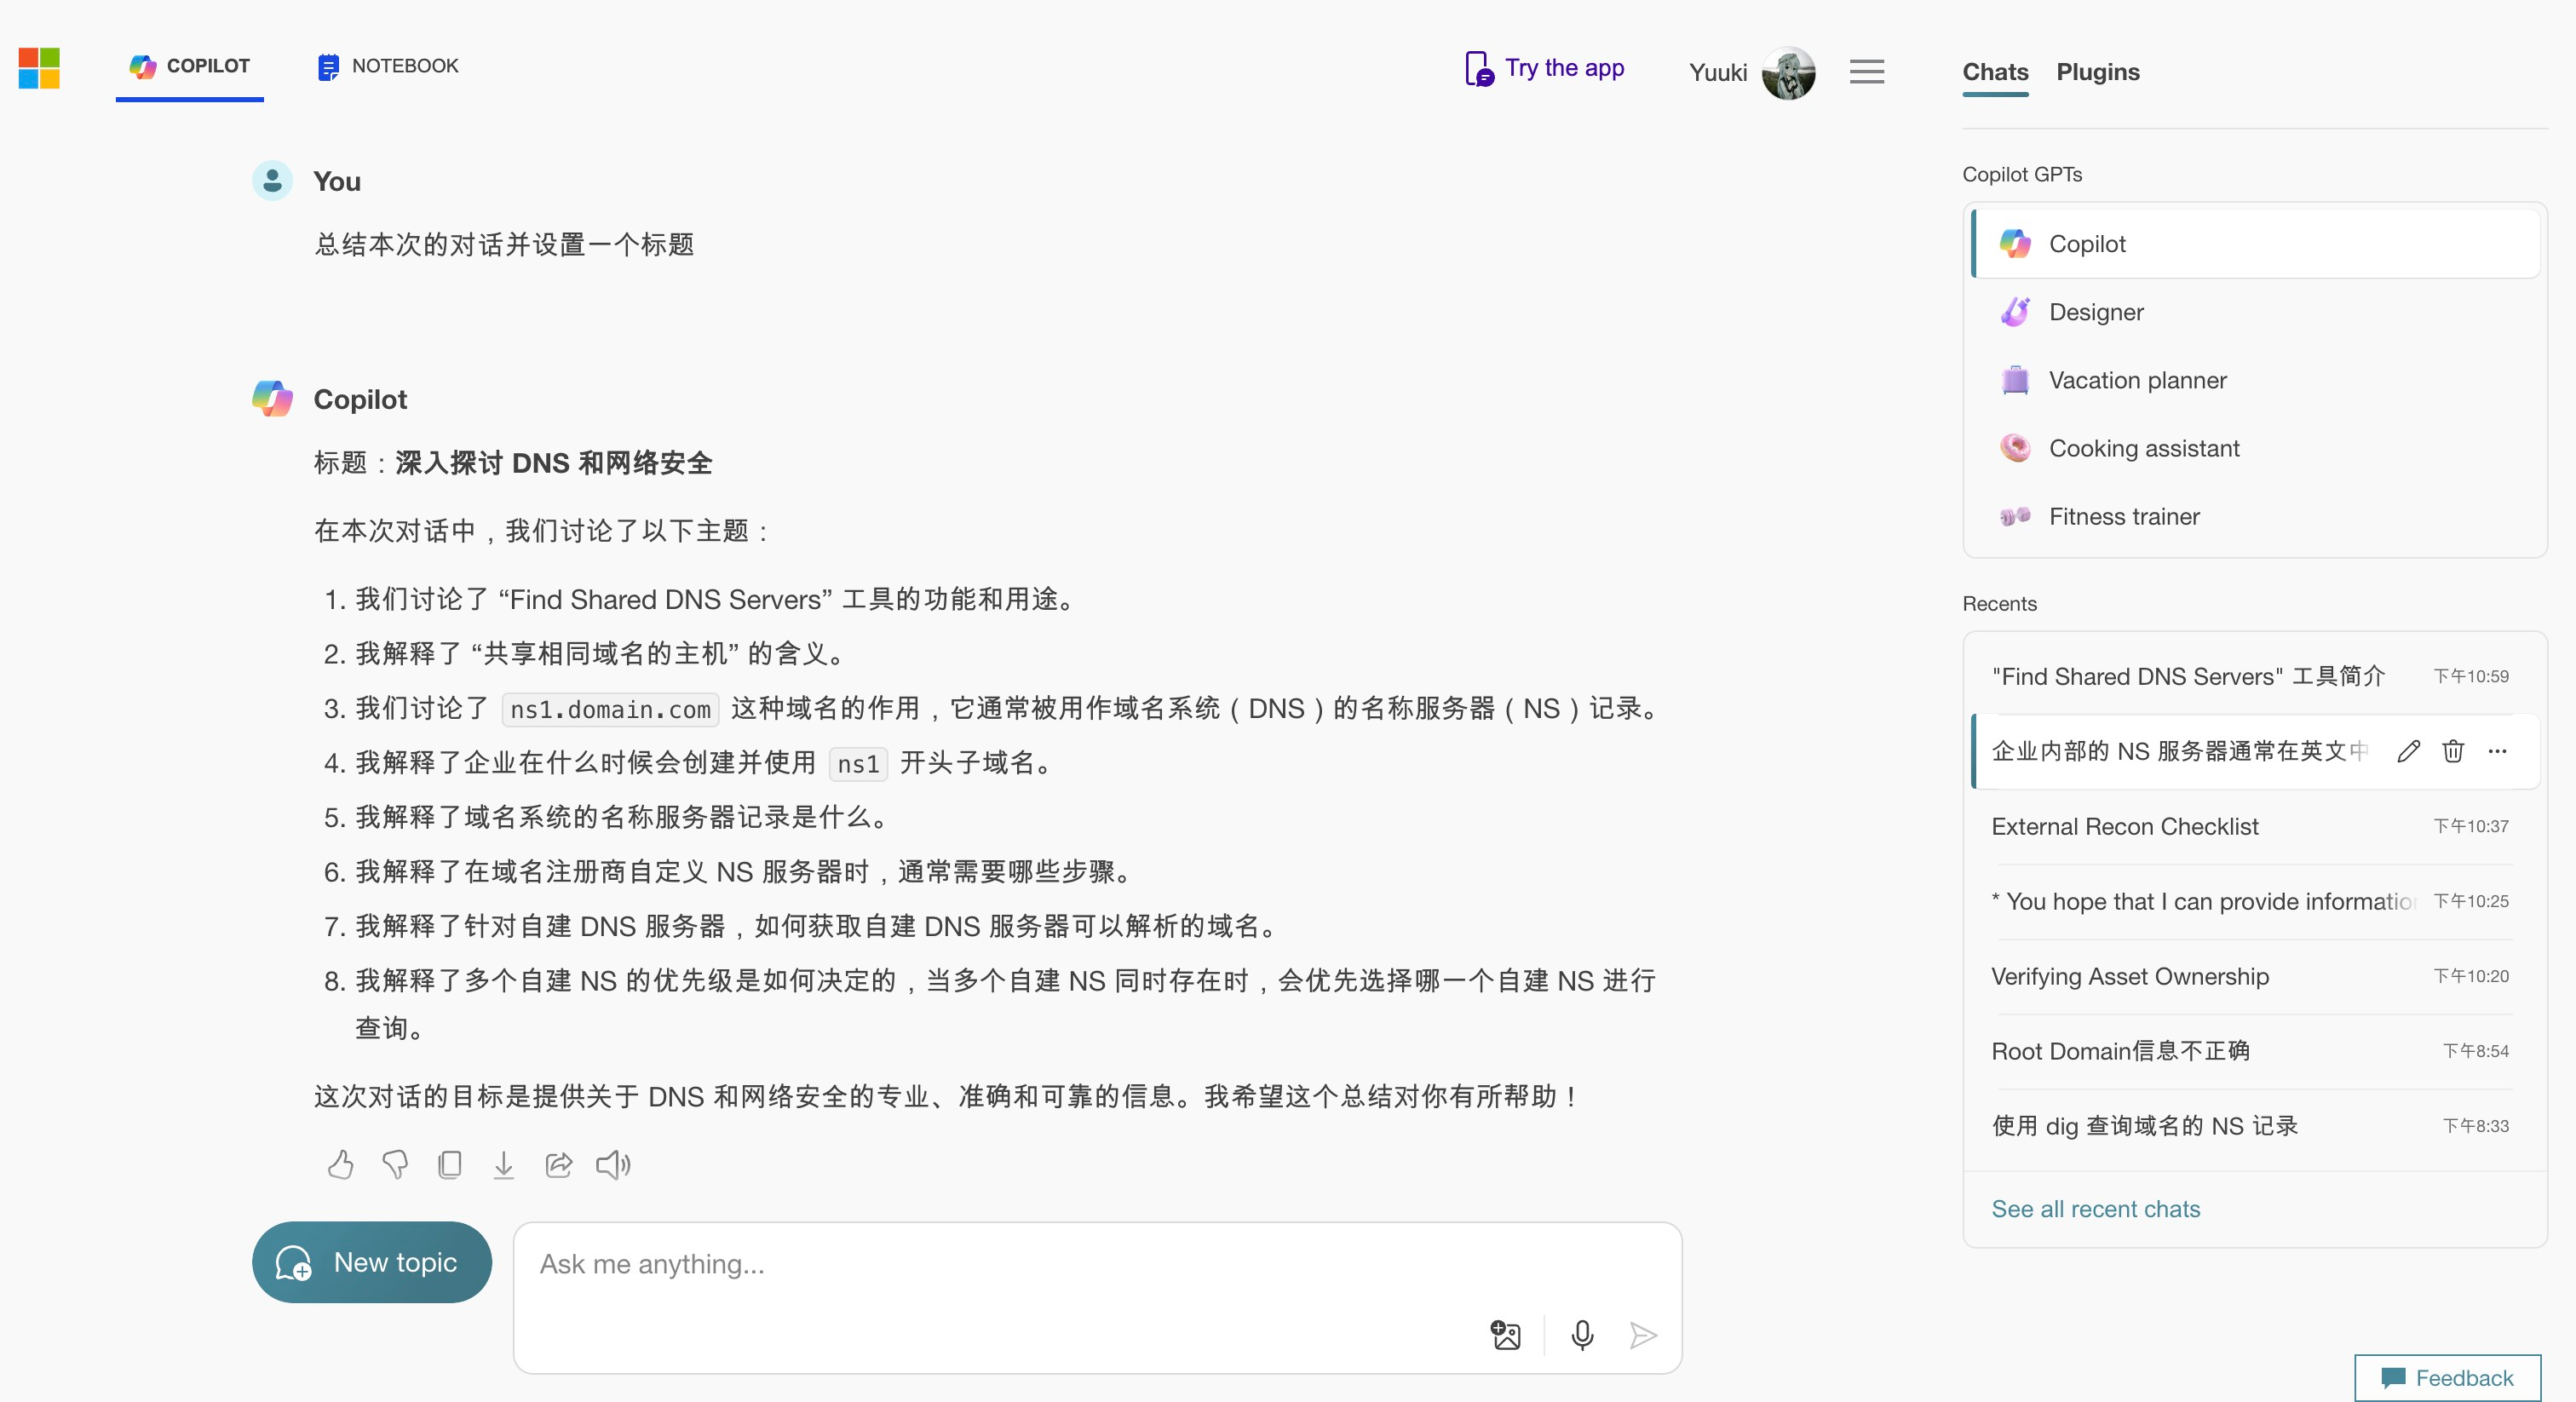 COPILOT
NOTEBOOK
Try the app
Yuuki
Chats
Plugins
You
总结本次的对话并设置一个标题
Copilot
标题：深入探讨 DNS 和网络安全
在本次对话中，我们讨论了以下主题：
1. 我们讨论了 “Find Shared DNS Servers” 工具的功能和用途。
2. 我解释了 “共享相同域名的主机” 的含义。
3. 我们讨论了 ns1.domain.com 这种域名的作用，它通常被用作域名系统（DNS）的名称服务器（NS）记录。
4. 我解释了企业在什么时候会创建并使用 ns1 开头子域名。
5. 我解释了域名系统的名称服务器记录是什么。
6. 我解释了在域名注册商自定义 NS 服务器时，通常需要哪些步骤。
7. 我解释了针对自建 DNS 服务器，如何获取自建 DNS 服务器可以解析的域名。
8. 我解释了多个自建 NS 的优先级是如何决定的，当多个自建 NS 同时存在时，会优先选择哪一个自建 NS 进行
查询。
这次对话的目标是提供关于 DNS 和网络安全的专业、准确和可靠的信息。我希望这个总结对你有所帮助！
New topic
Ask me anything...
Copilot GPTs
Copilot
Designer
Vacation planner
Cooking assistant
Fitness trainer
Recents
"Find Shared DNS Servers" 工具简介 下午10:59
企业内部的 NS 服务器通常在英文中
External Recon Checklist 下午10:37
* You hope that I can provide information 下午10:25
Verifying Asset Ownership 下午10:20
Root Domain信息不正确 下午8:54
使用 dig 查询域名的 NS 记录 下午8:33
See all recent chats
Feedback